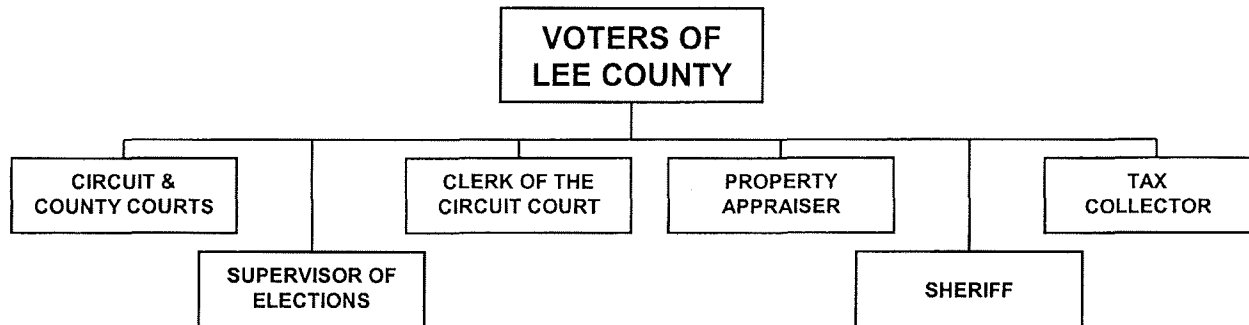 VOTERS OF
LEE COUNTY
CIRCUIT &
COUNTY COURTS
CLERK OF THE
CIRCUIT COURT
PROPERTY
APPRAISER
TAX
COLLECTOR
SUPERVISOR OF
ELECTIONS
SHERIFF